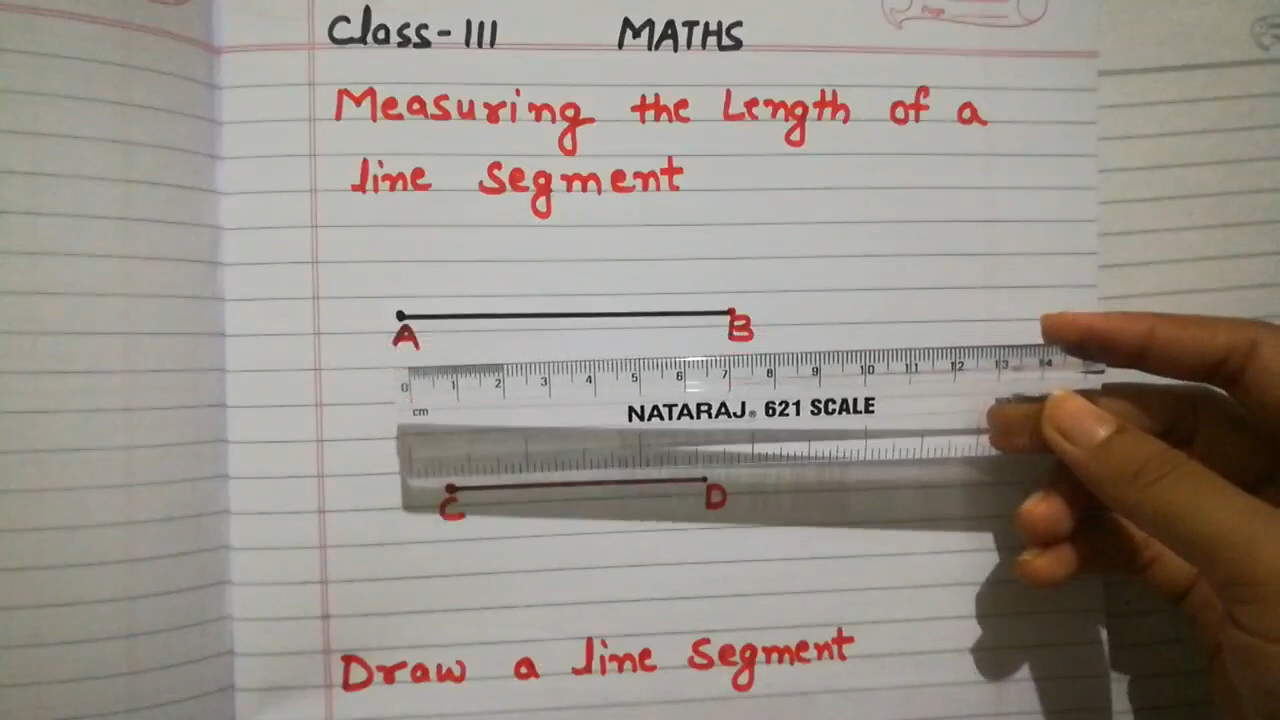 Class-III MATHS
Measuring the Length of a
line segment
A B
0 1 2 3 4 5 6 7 8 9 10 11 12 13 14
cm NATARAJ 621 SCALE
C D
Draw a line segment